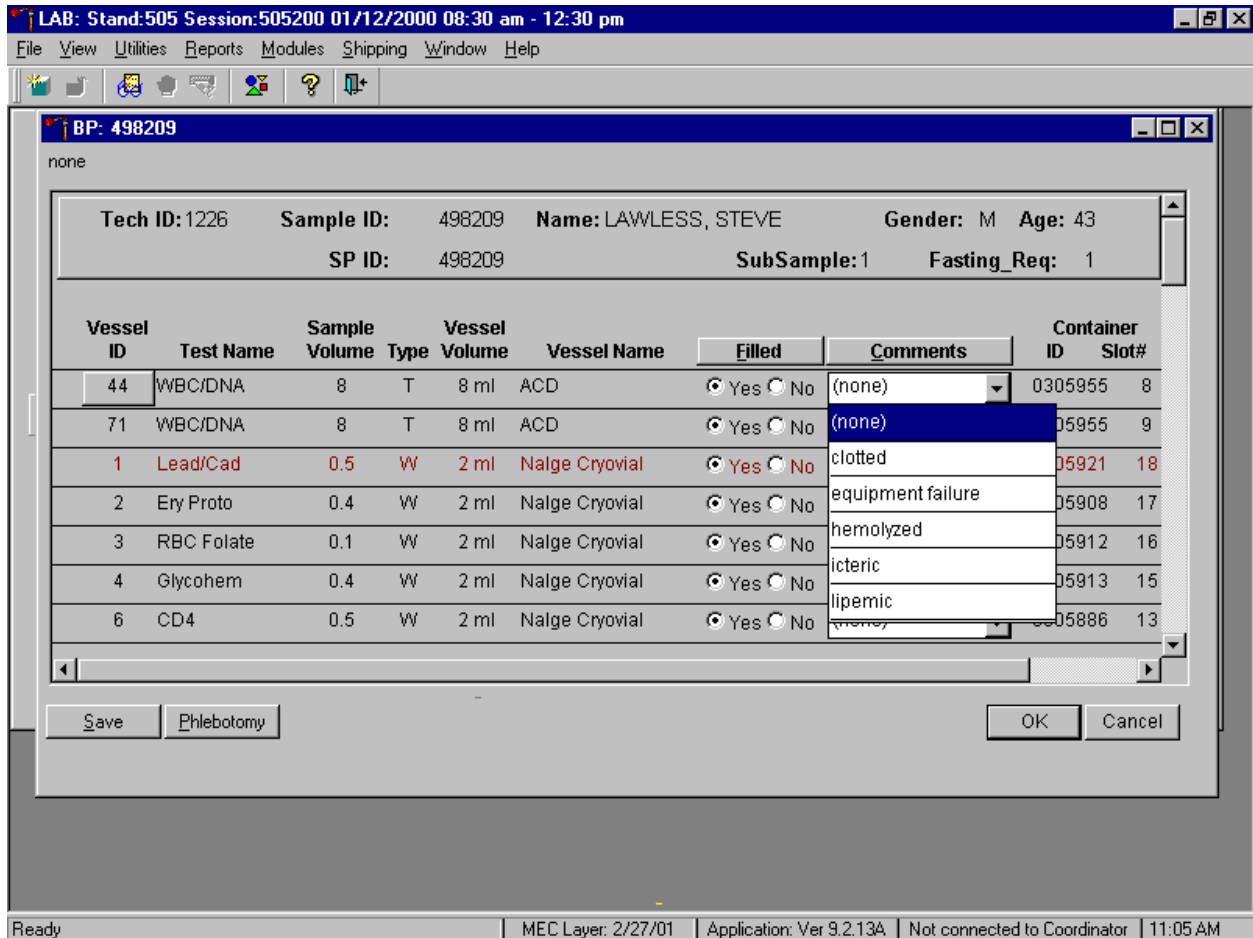 LAB: Stand:505 Session:505200 01/12/2000 08:30 am - 12:30 pm
File View Utilities Reports Modules Shipping Window Help
BP: 498209
none
Tech ID: 1226 Sample ID: 498209 Name: LAWLESS, STEVE Gender: M Age: 43
SP ID: 498209 SubSample: 1 Fasting_Req: 1
Vessel Sample Vessel Container
ID Test Name Volume Type Volume Vessel Name Filled Comments ID Slot#
44 WBC/DNA 8 T 8 ml ACD Yes No (none) 0305955 8
71 WBC/DNA 8 T 8 ml ACD Yes No (none) 05955 9
1 Lead/Cad 0.5 W 2 ml Nalge Cryovial Yes No clotted 05921 18
2 Ery Proto 0.4 W 2 ml Nalge Cryovial Yes No equipment failure 05908 17
3 RBC Folate 0.1 W 2 ml Nalge Cryovial Yes No hemolyzed 05912 16
4 Glycohem 0.4 W 2 ml Nalge Cryovial Yes No icteric 05913 15
lipemic
6 CD4 0.5 W 2 ml Nalge Cryovial Yes No (none) 0305886 13
Save Phlebotomy OK Cancel
Ready MEC Layer: 2/27/01 Application: Ver 9.2.13A Not connected to Coordinator 11:05 AM